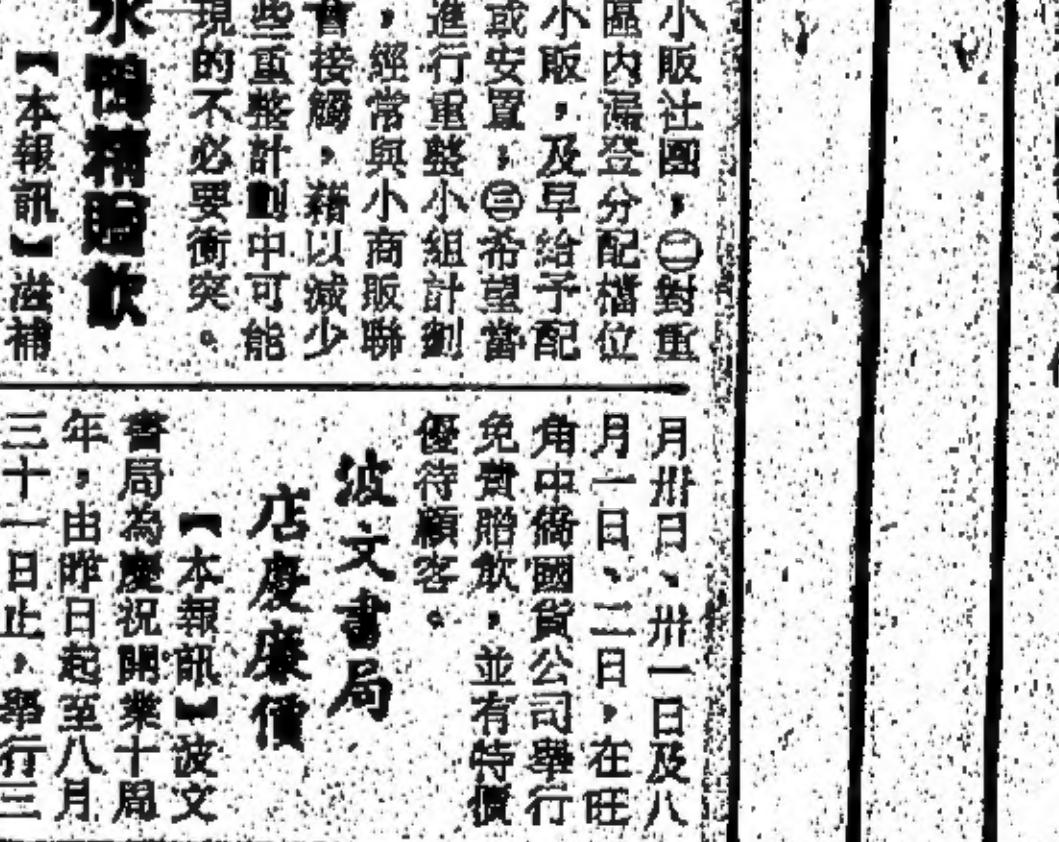 小販社團,㊁對重
區内漏登分配檔位
小販,及早給予配
或安置;㊂希望當
進行重整小組計劃
,經常與小商販聯
會接觸,藉以減少
些重整計劃中可能
現的不必要衝突。
氷鴨精贈飲
【本報訊】滋補
月卅日、卅一日及八
月一日、二日,在旺
角中僑國貨公司舉行
免費贈飲,並有特價
優待顧客。
波文書局
店慶廉價
【本報訊】波文
書局為慶祝開業十周
年,由昨日起至八月
三十一日止,舉行三